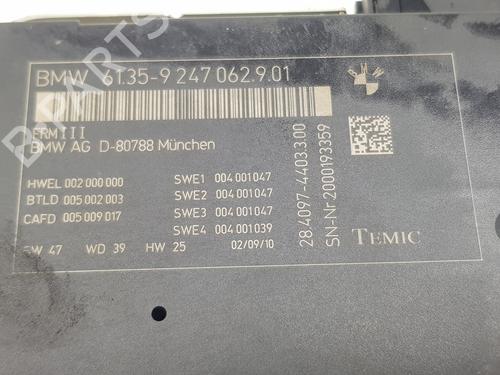 BMW 61.35-9 247 062.9.01
FRM III
BMW AG D-80788 München
HWEL 002 000 000
BTLD 005 002 003
CAFD 005 009 017
SWE1 004 001 047
SWE2 004 001 047
SWE3 004 001 047
SWE4 004 001 039
SW 47 WD 39 HW 25 02/09/10
284097-4403.3.00
SN-Nr.2000193359
TEMIC
B-PARTS